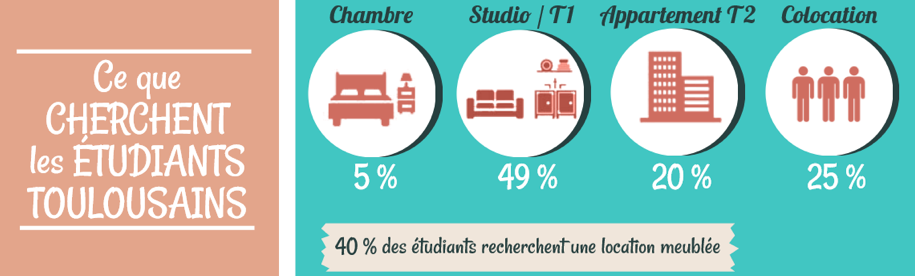 Ce que
CHERCHENT
les ÉTUDIANTS
TOULOUSAINS
Chambre
Studio / T1
Appartement T2
Colocation
5 %
49 %
20 %
25 %
40 % des étudiants recherchent une location meublée